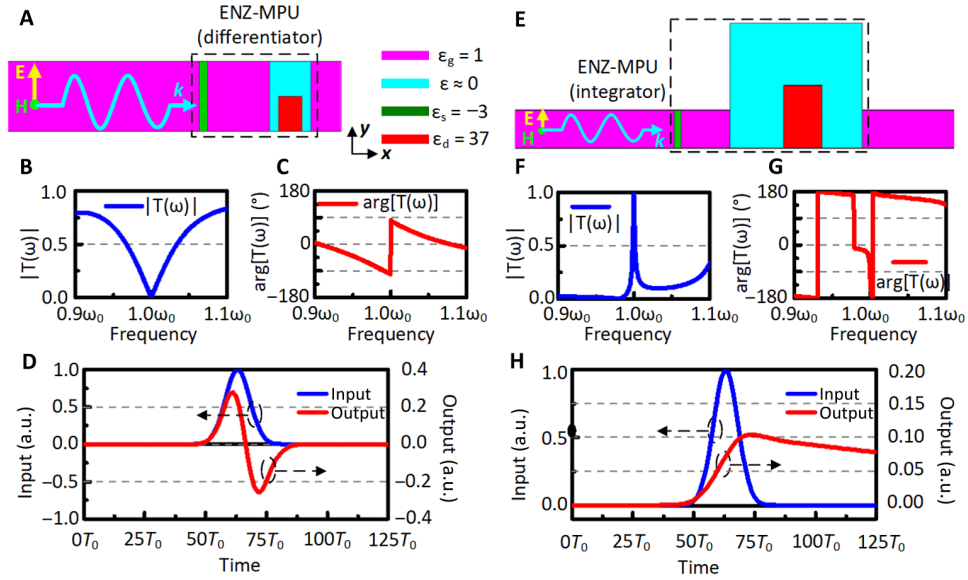 A
ENZ-MPU
(differentiator)
E
H
k
ε_g = 1
ε ≈ 0
ε_s = −3
ε_d = 37
y
x
E
ENZ-MPU
(integrator)
E
H
k
B
1.0
0.5
0.0
|T(ω)|
|T(ω)|
0.9ω₀ 1.0ω₀ 1.1ω₀
Frequency
C
180
0
−180
arg[T(ω)] (°)
arg[T(ω)]
0.9ω₀ 1.0ω₀ 1.1ω₀
Frequency
F
1.0
0.5
0.0
|T(ω)|
|T(ω)|
0.9ω₀ 1.0ω₀ 1.1ω₀
Frequency
G
180
0
−180
arg[T(ω)] (°)
arg[T(ω)|
0.9ω₀ 1.0ω₀ 1.1ω₀
Frequency
D
1.0
0.5
0.0
−0.5
−1.0
Input (a.u.)
Input
Output
0.4
0.2
0.0
−0.2
−0.4
Output (a.u.)
0T₀ 25T₀ 50T₀ 75T₀ 100T₀ 125T₀
Time
H
1.0
0.5
0.0
Input (a.u.)
Input
Output
0.20
0.15
0.10
0.05
0.00
Output (a.u.)
0T₀ 25T₀ 50T₀ 75T₀ 100T₀ 125T₀
Time